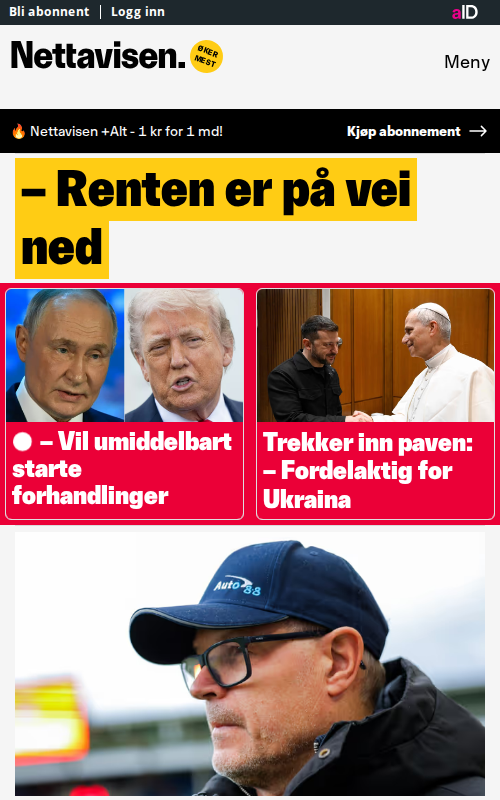 Bli abonnent | Logg inn
aID
Nettavisen.
ØKER
MEST
Meny
🔥 Nettavisen +Alt - 1 kr for 1 md!
Kjøp abonnement →
– Renten er på vei
ned
– Vil umiddelbart
starte
forhandlinger
Trekker inn paven:
– Fordelaktig for
Ukraina
Auto 88